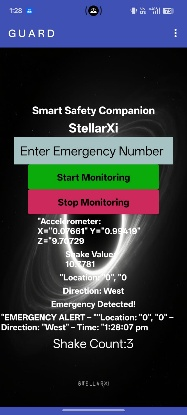 1:28
GUARD
Smart Safety Companion
StellarXi
Enter Emergency Number
Start Monitoring
Stop Monitoring
"Accelerometer:
X="0.07661" Y="0.99419"
Z="9.70729
Shake Value:
10.1781
"Location: "0", "0
Direction: West
Emergency Detected!
"EMERGENCY ALERT – ""Location: "0", "0 –
Direction: "West" – Time: "1:28:07 pm
Shake Count:3
STELLARXI